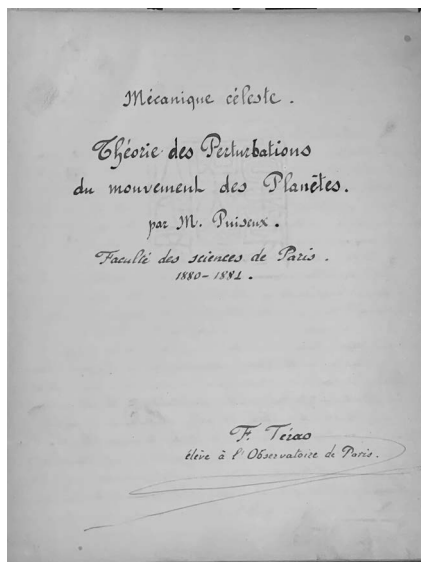 Mécanique céleste.
Théorie des Perturbations
du mouvement des Planètes.
par M. Puiseux.
Faculté des sciences de Paris.
1880-1881.
F. Terao
élève à l'Observatoire de Paris.